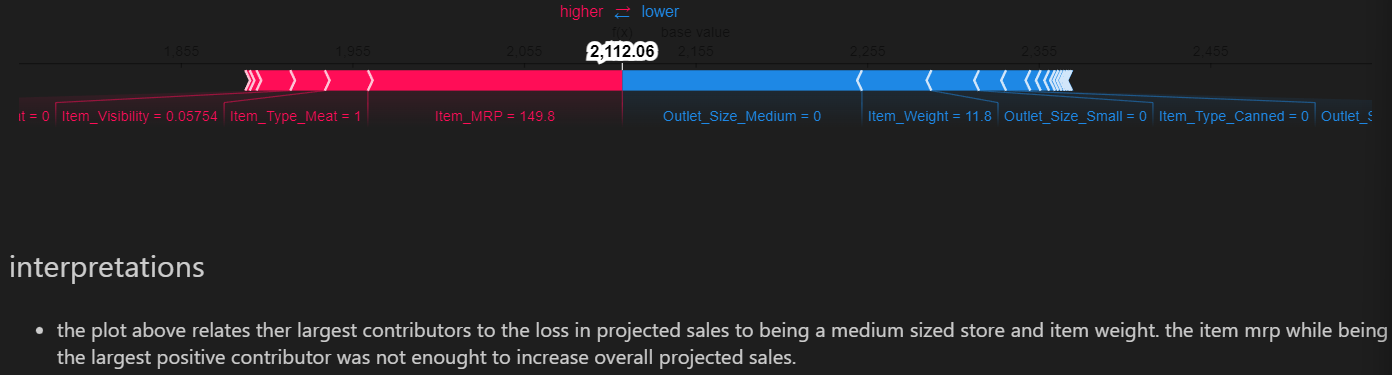 higher ⇄ lower
f(x) base value
1,855 1,955 2,055 2,112.06 2,155 2,255 2,355 2,455
nt = 0 Item_Visibility = 0.05754 Item_Type_Meat = 1 Item_MRP = 149.8 Outlet_Size_Medium = 0 Item_Weight = 11.8 Outlet_Size_Small = 0 Item_Type_Canned = 0 Outlet_S
interpretations
• the plot above relates ther largest contributors to the loss in projected sales to being a medium sized store and item weight. the item mrp while being
the largest positive contributor was not enought to increase overall projected sales.